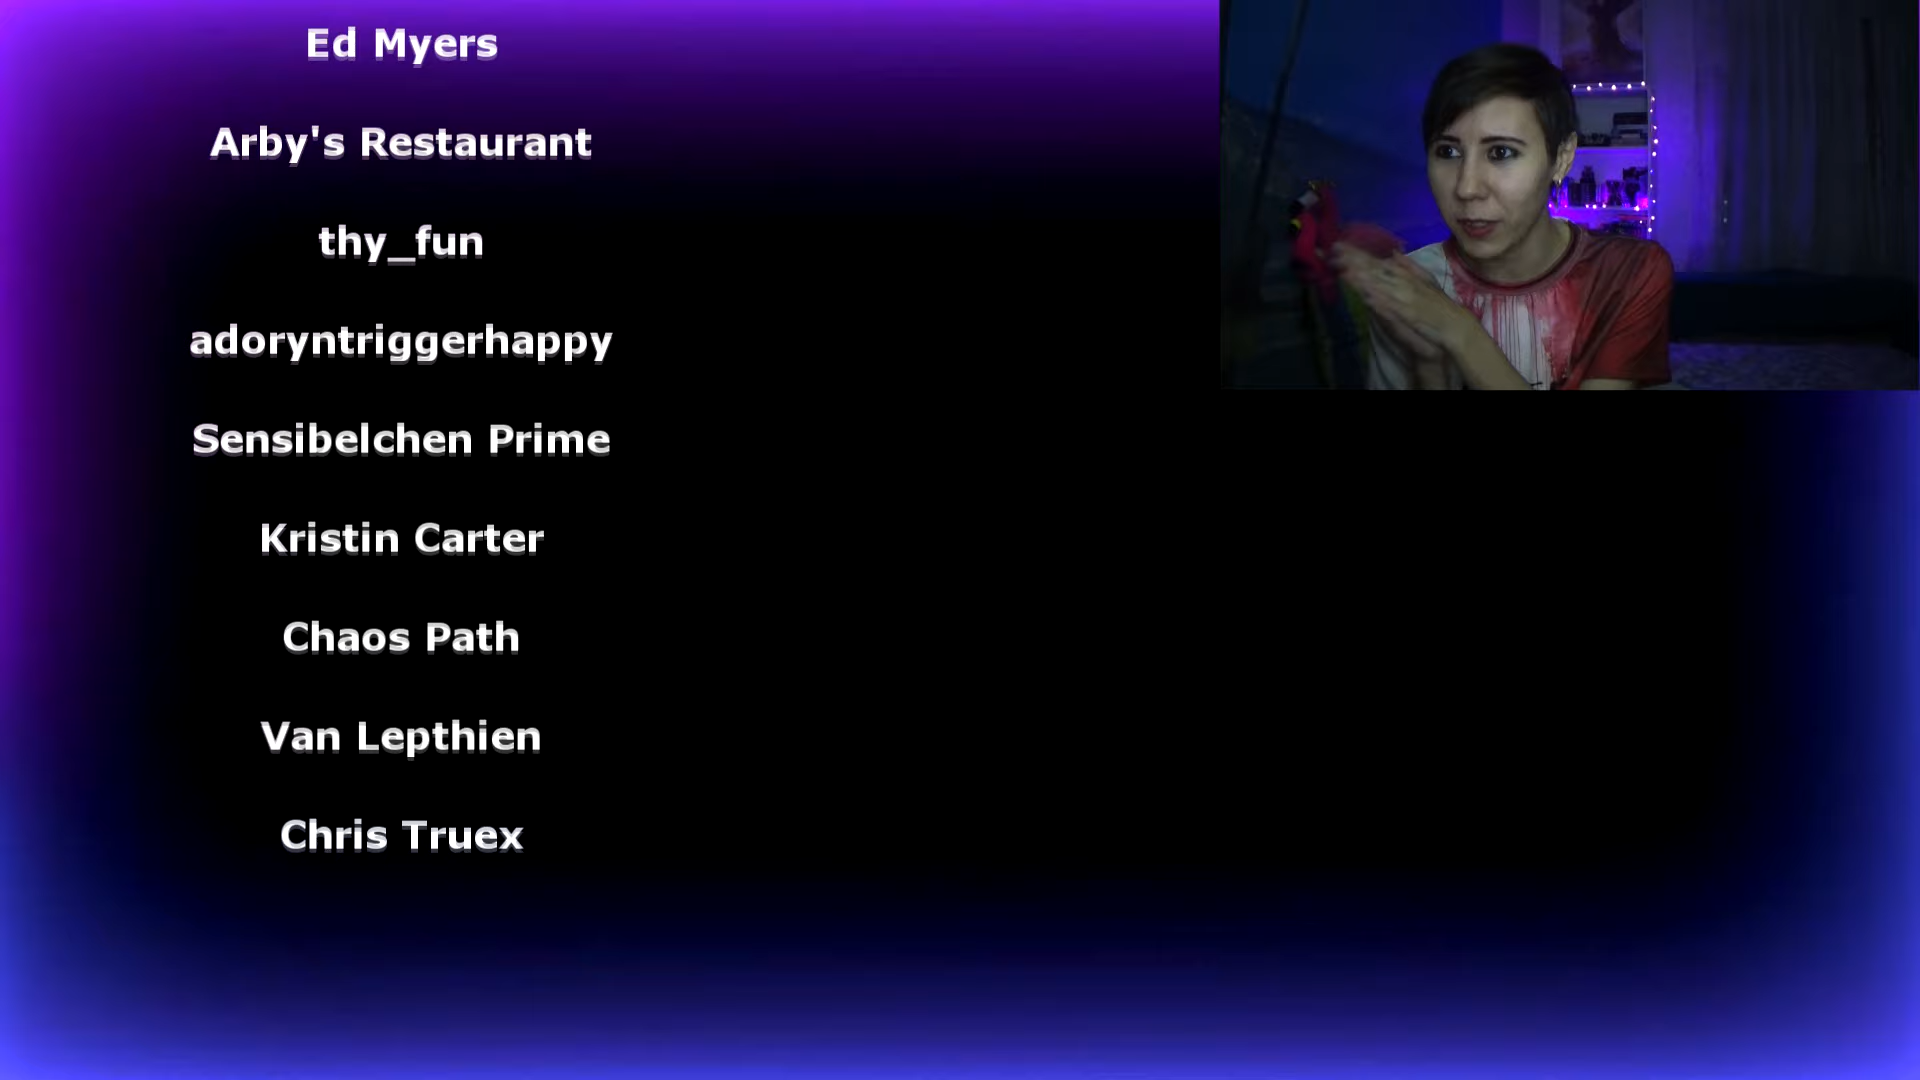 Ed Myers
Arby's Restaurant
thy_fun
adoryntriggerhappy
Sensibelchen Prime
Kristin Carter
Chaos Path
Van Lepthien
Chris Truex